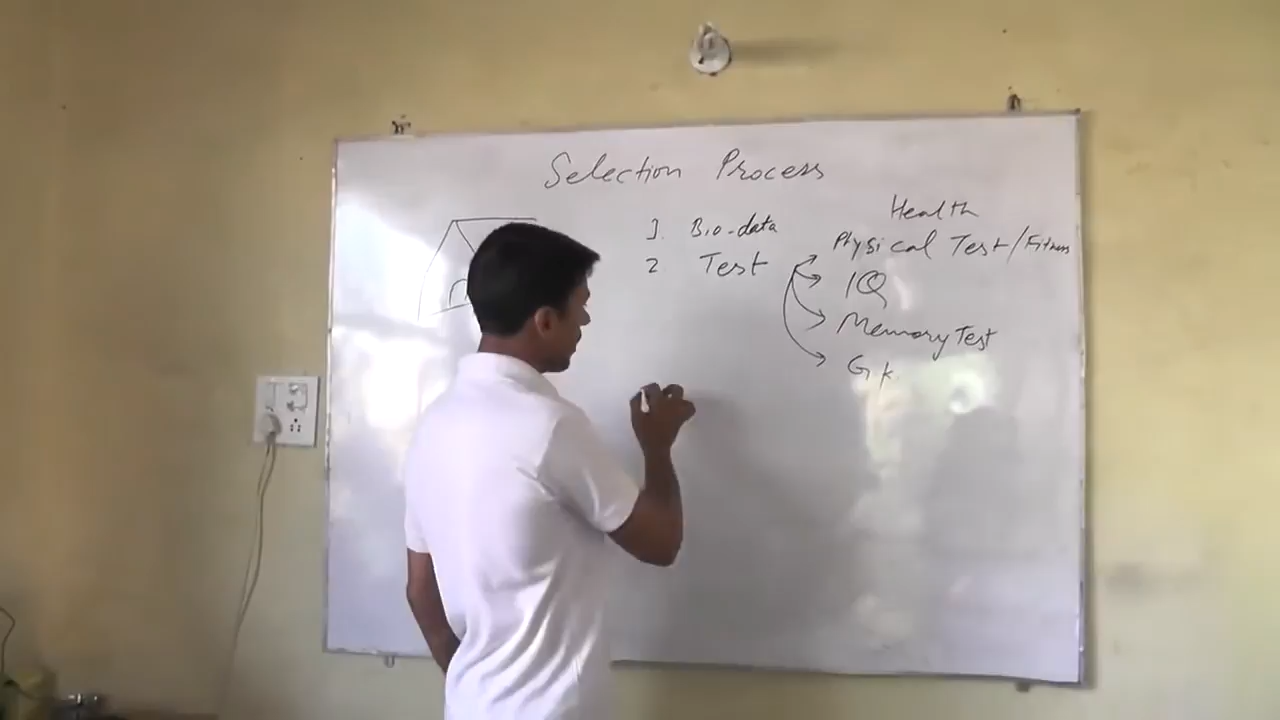 Selection Process
1. Bio-data
2 Test
Health
Physical Test/Fitness
IQ
Memory Test
G k